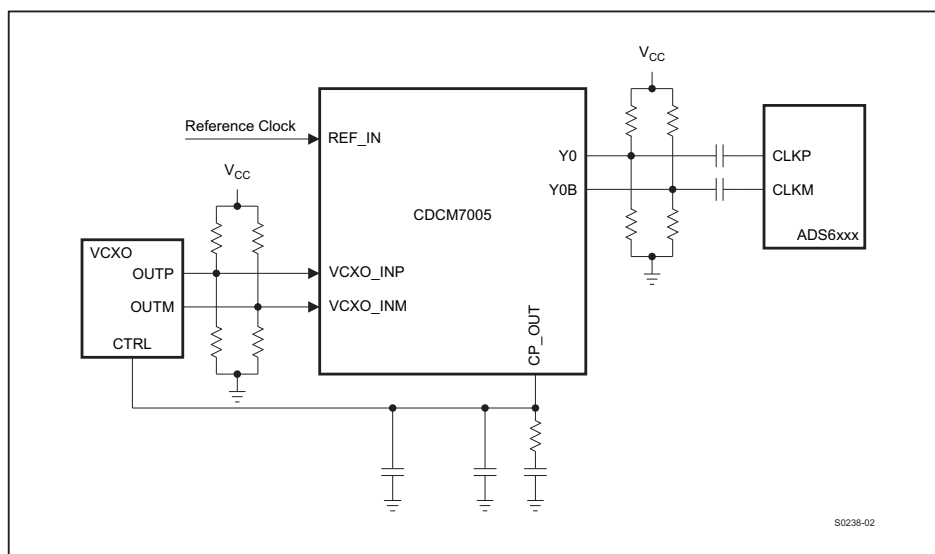 V_CC
Reference Clock
REF_IN
Y0
CLKP
V_CC
Y0B
CLKM
CDCM7005
ADS6xxx
VCXO
OUTP
VCXO_INP
OUTM
VCXO_INM
CTRL
CP_OUT
S0238-02